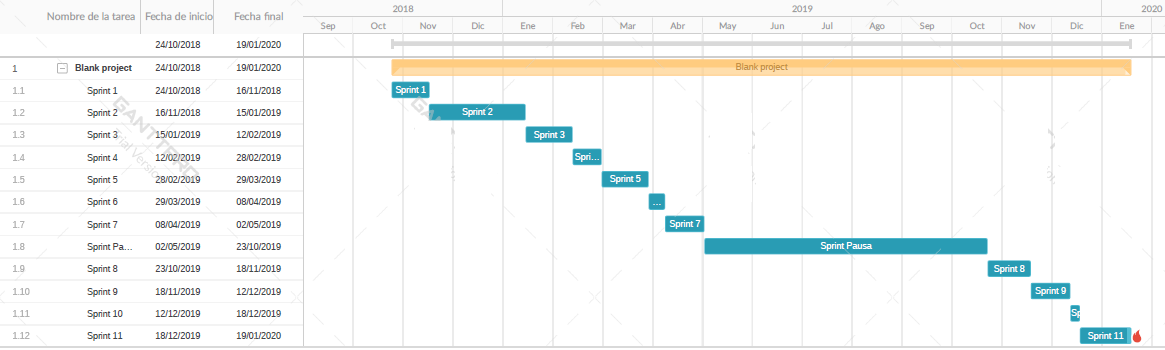 Nombre de la tarea Fecha de inicio Fecha final 2018 2019 2020
Sep Oct Nov Dic Ene Feb Mar Abr May Jun Jul Ago Sep Oct Nov Dic Ene
24/10/2018 19/01/2020
1 Blank project 24/10/2018 19/01/2020 Blank project
1.1 Sprint 1 24/10/2018 16/11/2018 Sprint 1
1.2 Sprint 2 16/11/2018 15/01/2019 Sprint 2
1.3 Sprint 3 15/01/2019 12/02/2019 Sprint 3
1.4 Sprint 4 12/02/2019 28/02/2019 Spri...
1.5 Sprint 5 28/02/2019 29/03/2019 Sprint 5
1.6 Sprint 6 29/03/2019 08/04/2019 ...
1.7 Sprint 7 08/04/2019 02/05/2019 Sprint 7
1.8 Sprint Pa... 02/05/2019 23/10/2019 Sprint Pausa
1.9 Sprint 8 23/10/2019 18/11/2019 Sprint 8
1.10 Sprint 9 18/11/2019 12/12/2019 Sprint 9
1.11 Sprint 10 12/12/2019 18/12/2019 Sp
1.12 Sprint 11 18/12/2019 19/01/2020 Sprint 11
GANTTPRO
Trial Version